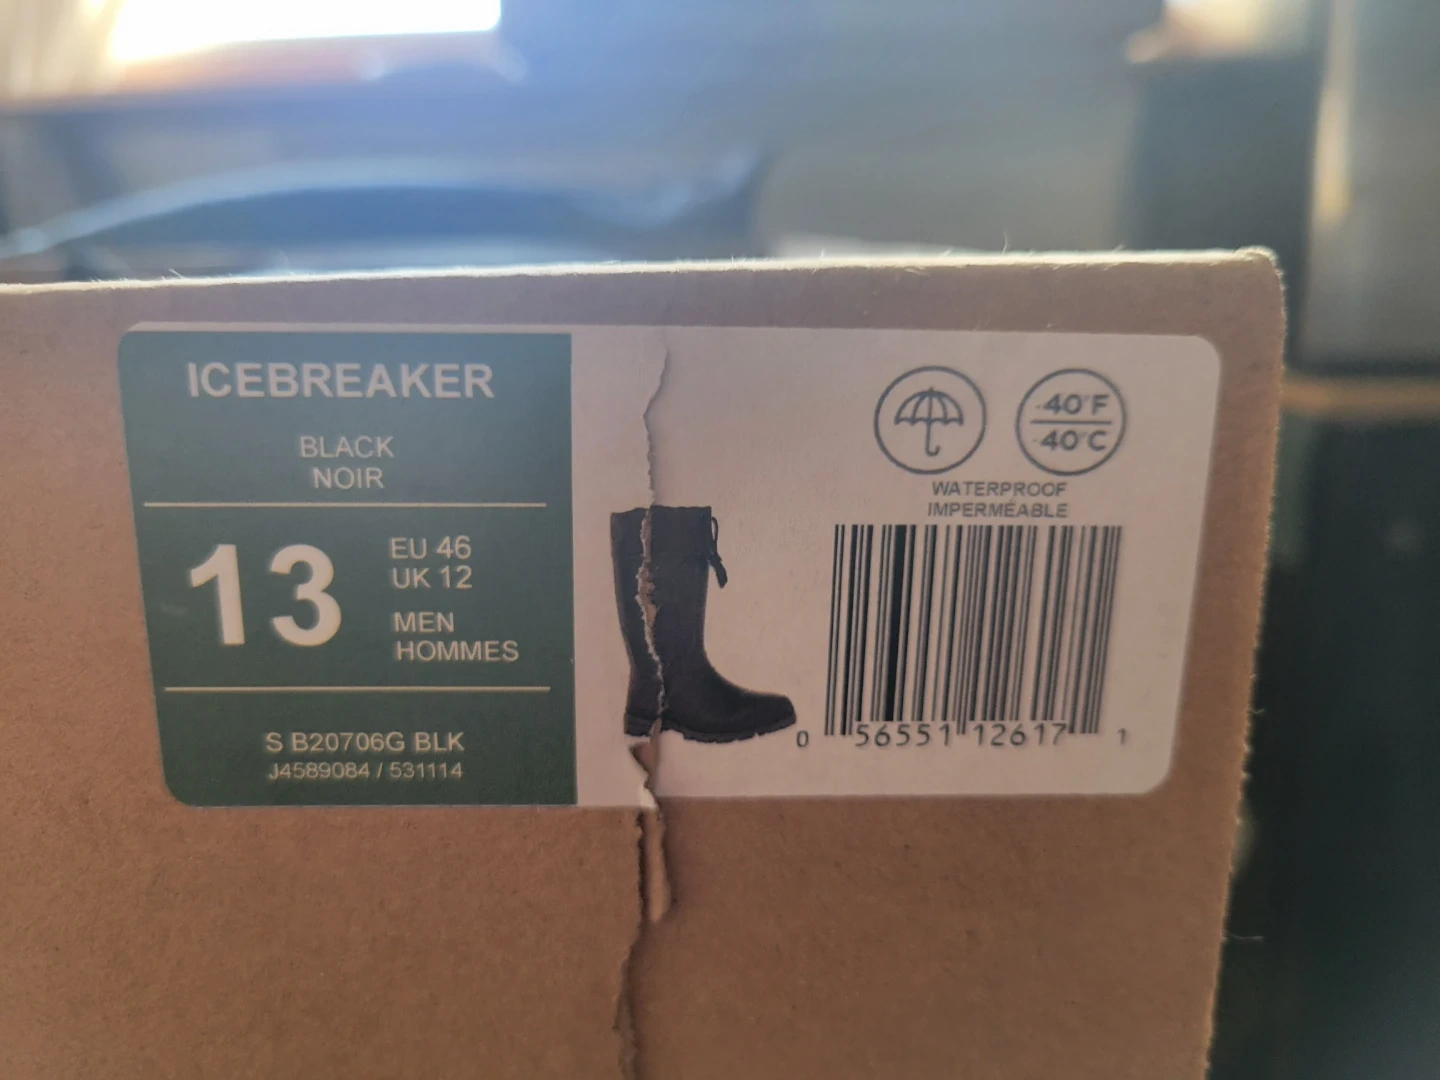 ICEBREAKER
BLACK
NOIR
13
EU 46
UK 12
MEN
HOMMES
S B20706G BLK
J4589084 / 531114
-40°F
-40°C
WATERPROOF
IMPERMÉABLE
0 56551 12617 1